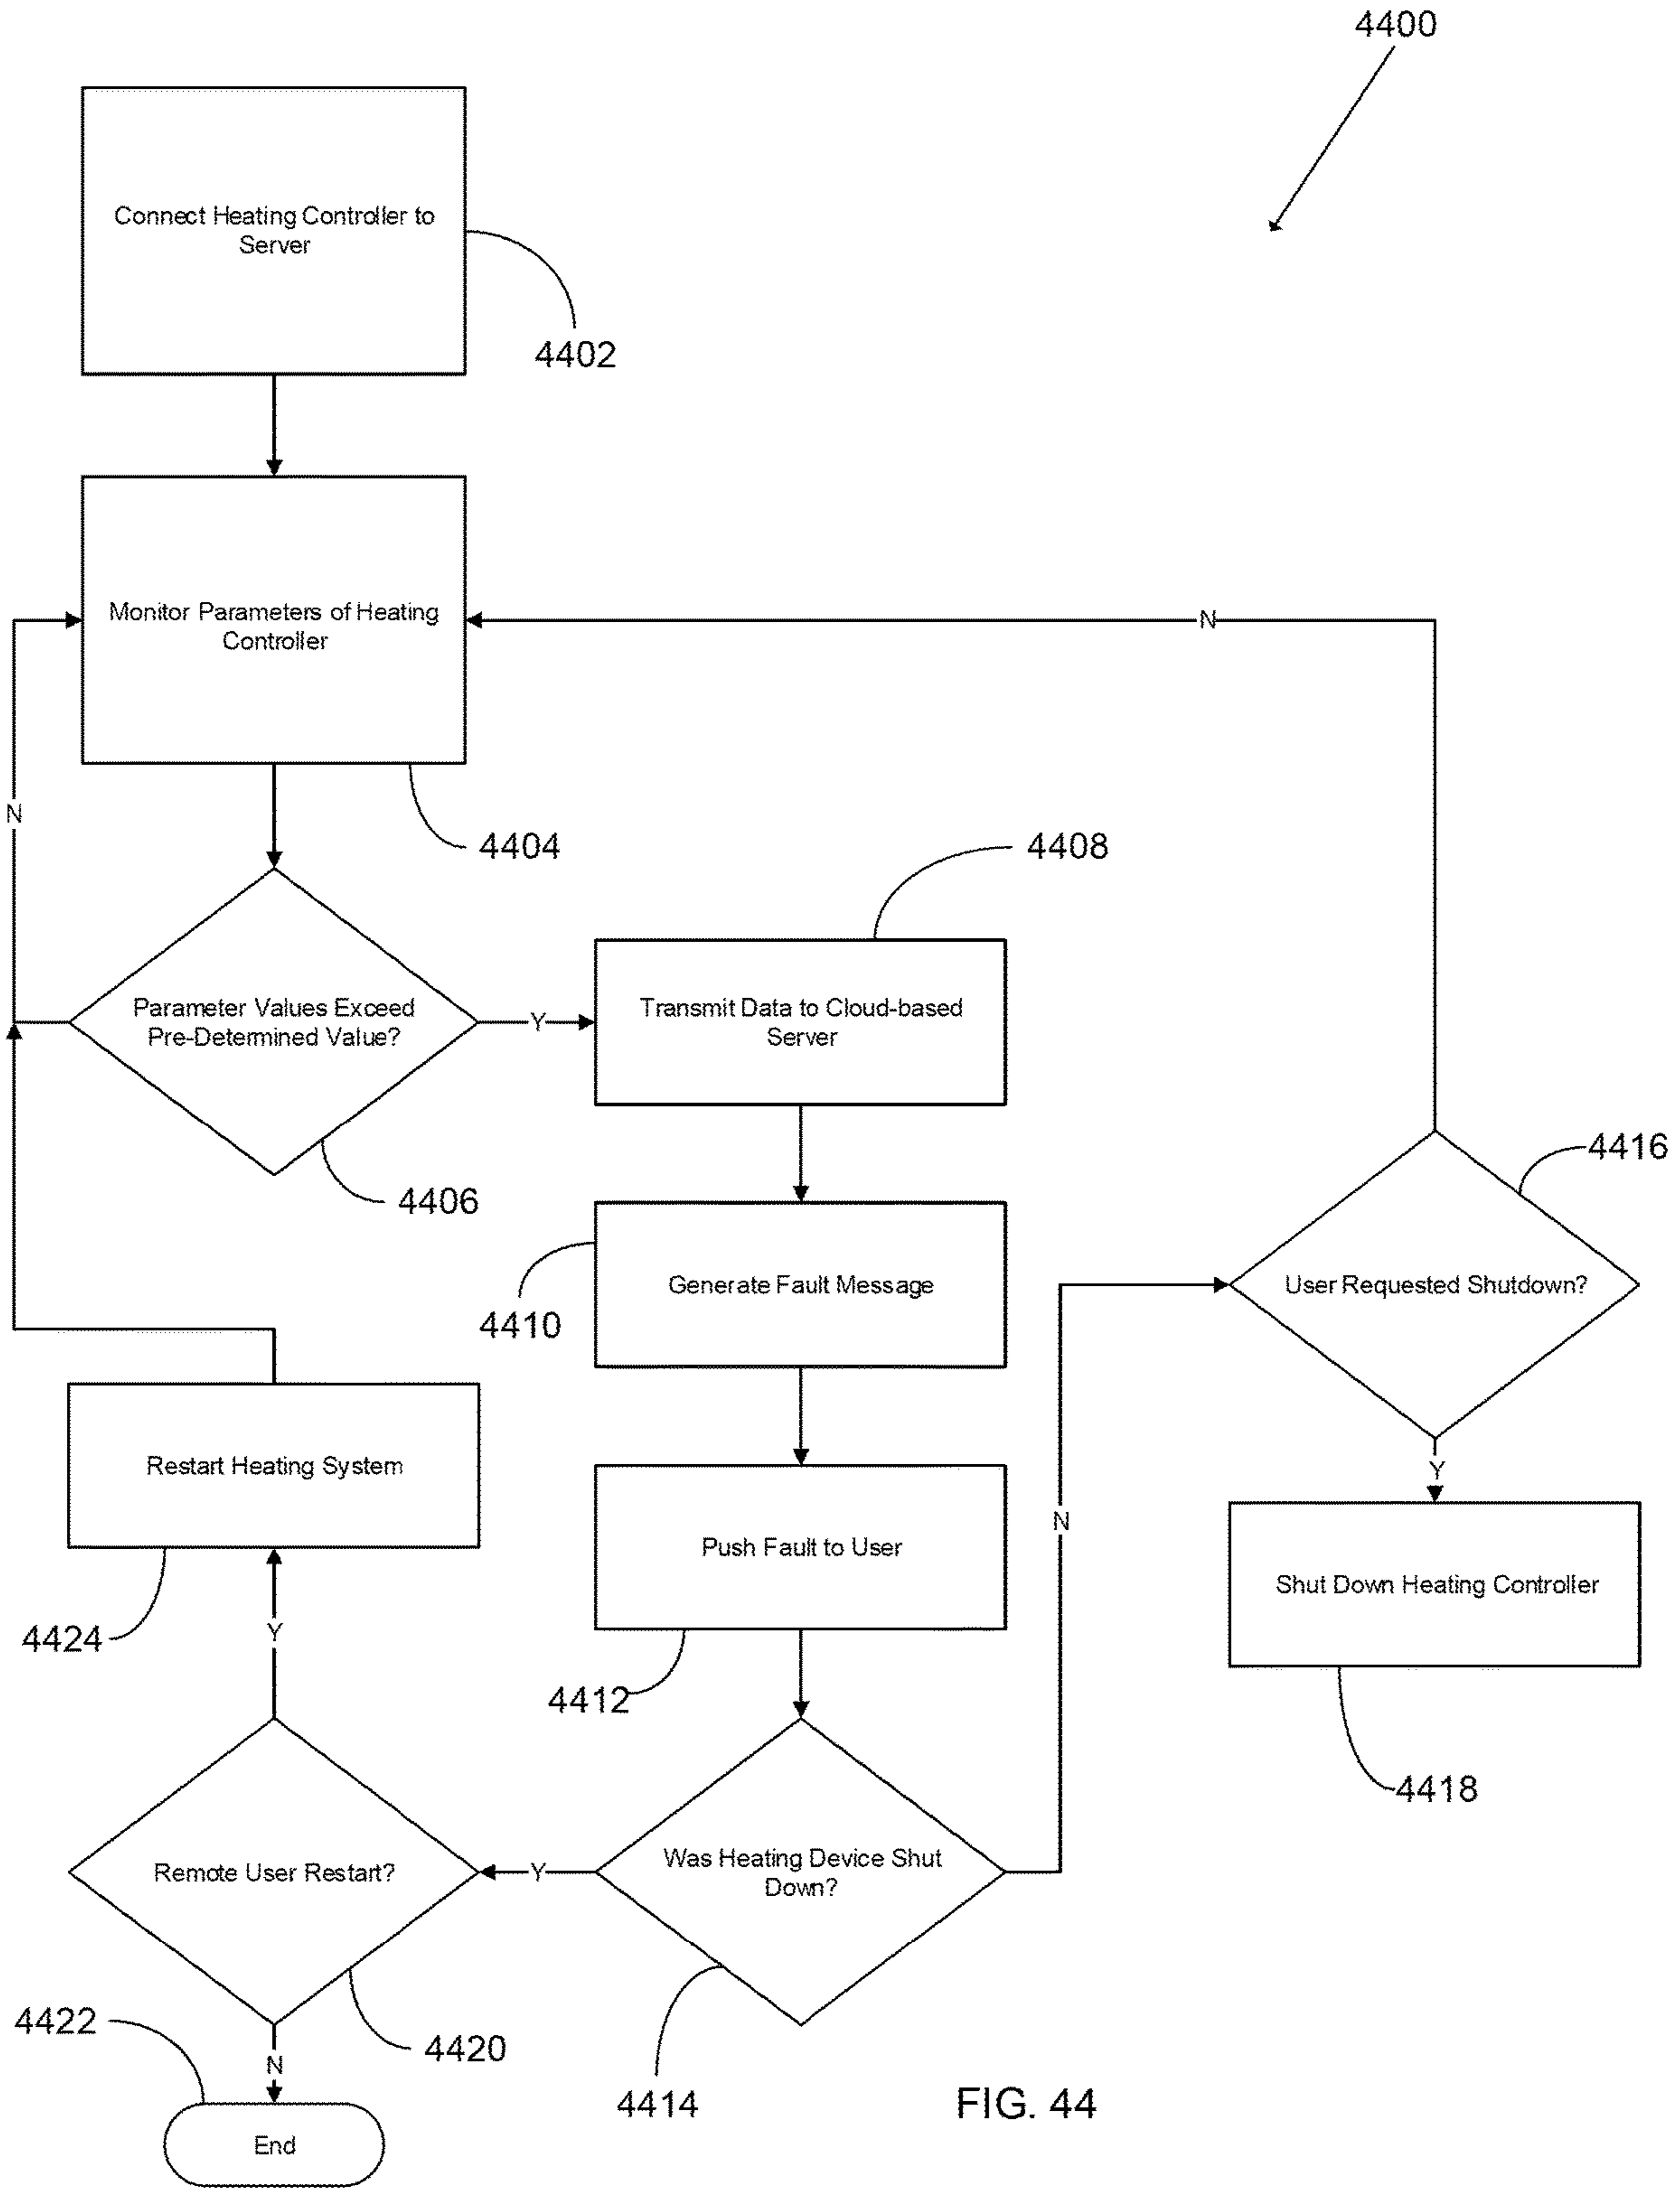 4400
Connect Heating Controller to
Server
4402
Monitor Parameters of Heating
Controller
N
N
4404
4408
Parameter Values Exceed
Pre-Determined Value?
Y
Transmit Data to Cloud-based
Server
4406
4416
Generate Fault Message
4410
User Requested Shutdown?
Y
Restart Heating System
4424
Push Fault to User
4412
N
Shut Down Heating Controller
4418
Y
Remote User Restart?
Y
Was Heating Device Shut
Down?
4422
4420
N
4414
End
FIG. 44